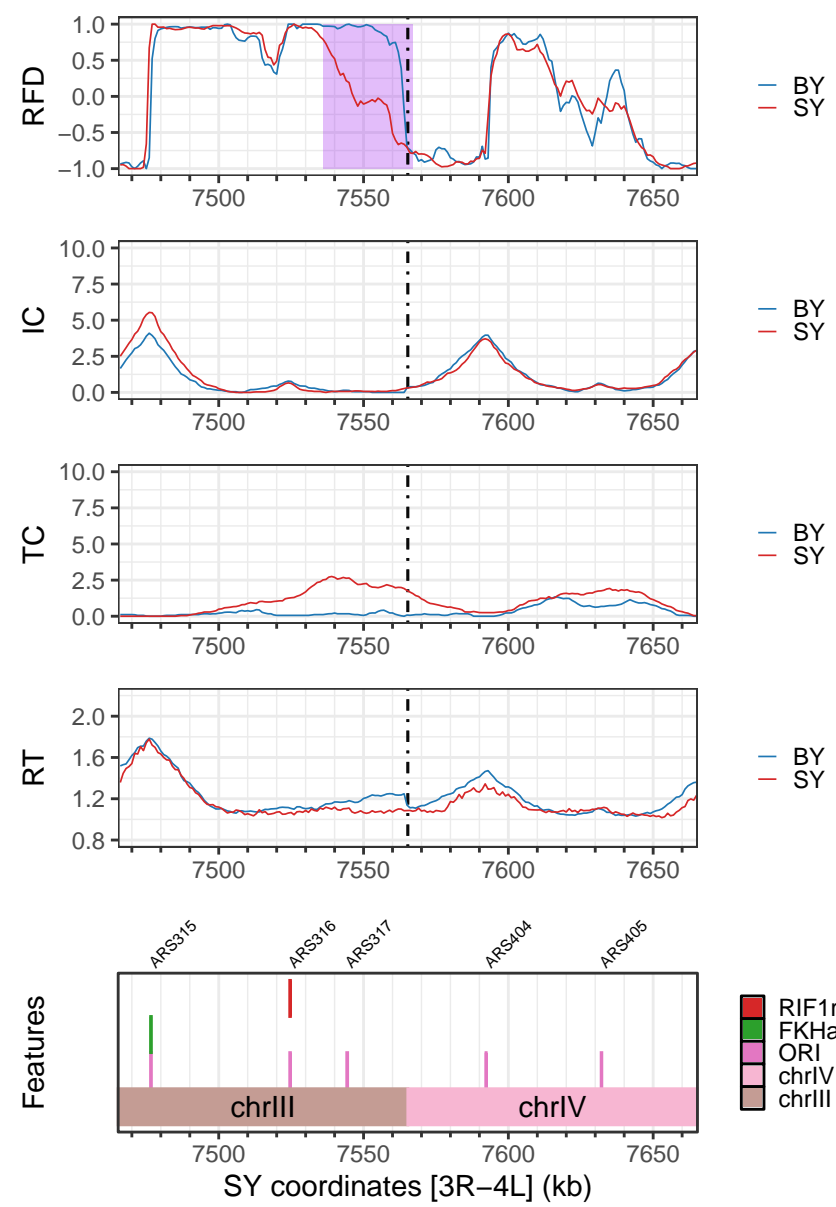 RFD
1.0
0.5
0.0
−0.5
−1.0
7500
7550
7600
7650
BY
SY
IC
10.0
7.5
5.0
2.5
0.0
7500
7550
7600
7650
BY
SY
TC
10.0
7.5
5.0
2.5
0.0
7500
7550
7600
7650
BY
SY
RT
2.0
1.6
1.2
0.8
7500
7550
7600
7650
BY
SY
ARS315
ARS316
ARS317
ARS404
ARS405
Features
chrIII
chrIV
7500
7550
7600
7650
SY coordinates [3R−4L] (kb)
RIF1r
FKHa
ORI
chrIV
chrIII